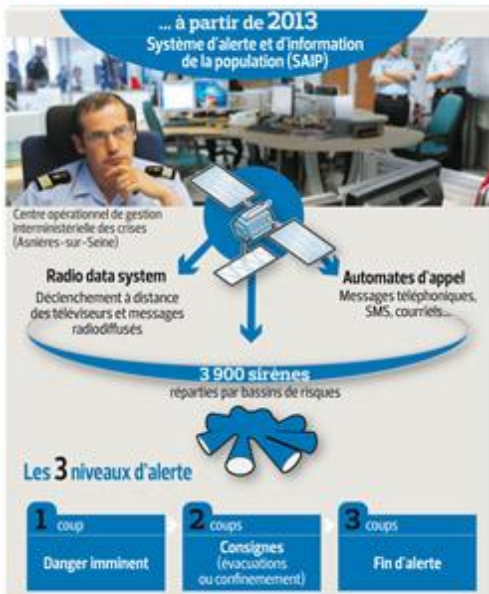 ... à partir de 2013
Système d'alerte et d'information
de la population (SAIP)
Centre opérationnel de gestion
interministérielle des crises
(Asnières-sur-Seine)
Radio data system
Déclenchement à distance
des téléviseurs et messages
radiodiffusés
Automates d'appel
Messages téléphoniques,
SMS, courriels...
3 900 sirènes
réparties par bassins de risques
Les 3 niveaux d'alerte
1 coup
Danger imminent
2 coups
Consignes
(évacuations
ou confinemement)
3 coups
Fin d'alerte